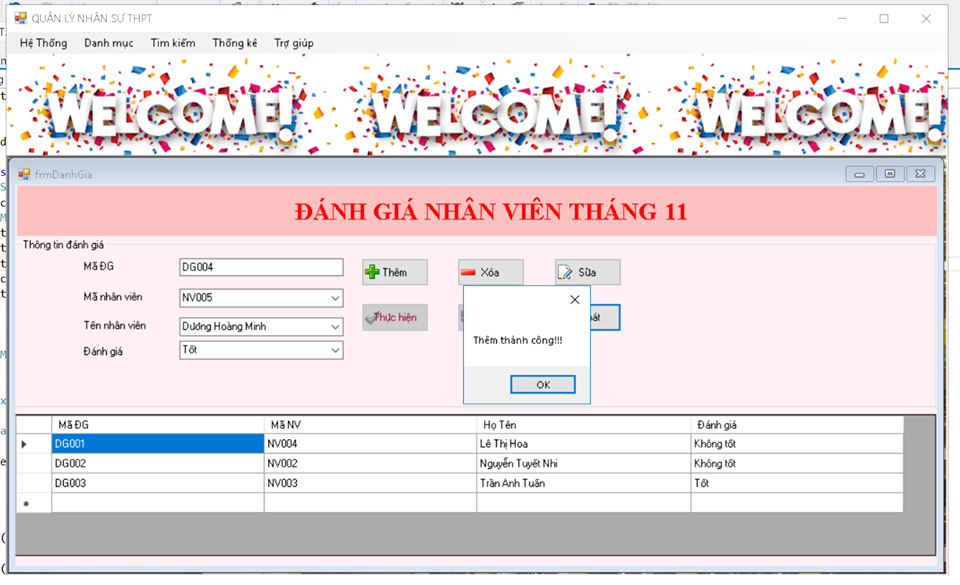 QUẢN LÝ NHÂN SỰ THPT
Hệ Thống Danh mục Tìm kiếm Thống kê Trợ giúp
WELCOME! WELCOME! WELCOME!
frmDanhGia
ĐÁNH GIÁ NHÂN VIÊN THÁNG 11
Thông tin đánh giá
Mã ĐG DG004 Thêm Xóa Sửa
Mã nhân viên NV005 Thực hiện
Tên nhân viên Dương Hoàng Minh
Đánh giá Tốt
Thêm thành công!!!
OK
Mã ĐG Mã NV Họ Tên Đánh giá
DG001 NV004 Lê Thị Hoa Không tốt
DG002 NV002 Nguyễn Tuyết Nhi Không tốt
DG003 NV003 Trần Anh Tuấn Tốt